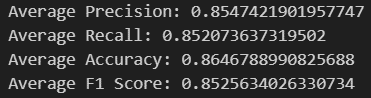 Average Precision: 0.8547421901957747
Average Recall: 0.852073637319502
Average Accuracy: 0.8646788990825688
Average F1 Score: 0.8525634026330734